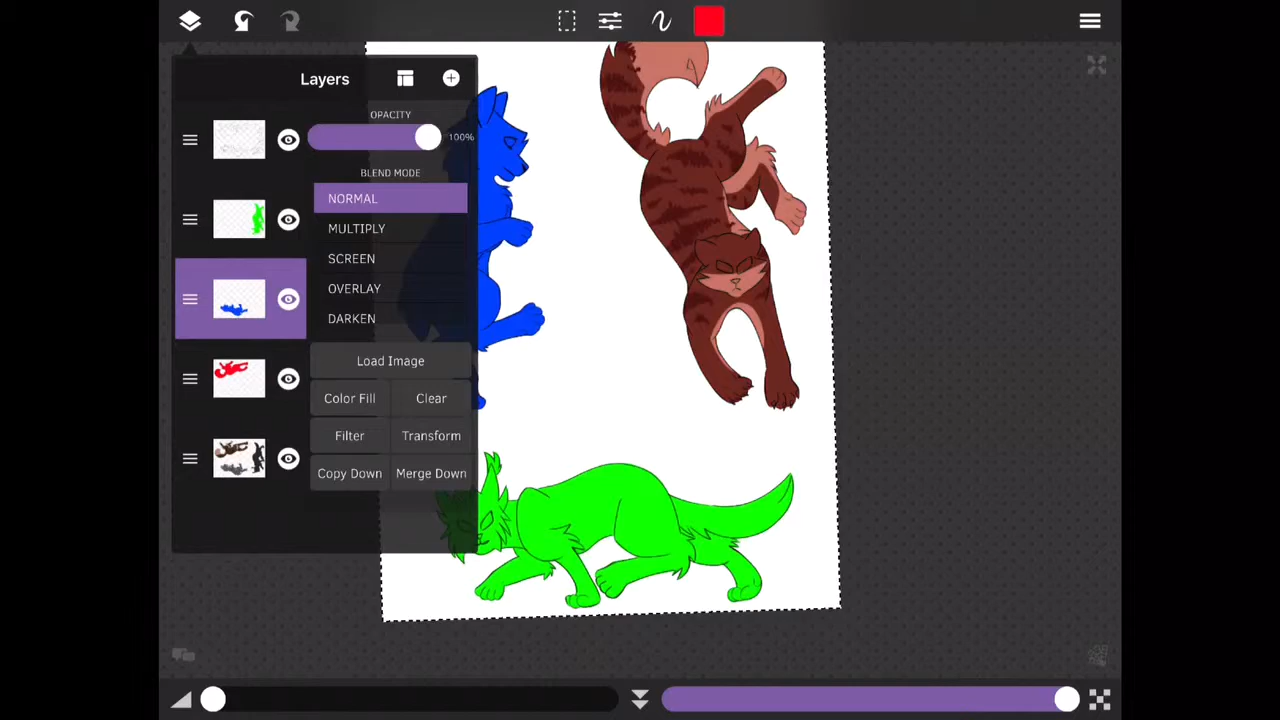 Layers
OPACITY
100%
BLEND MODE
NORMAL
MULTIPLY
SCREEN
OVERLAY
DARKEN
Load Image
Color Fill Clear
Filter Transform
Copy Down Merge Down